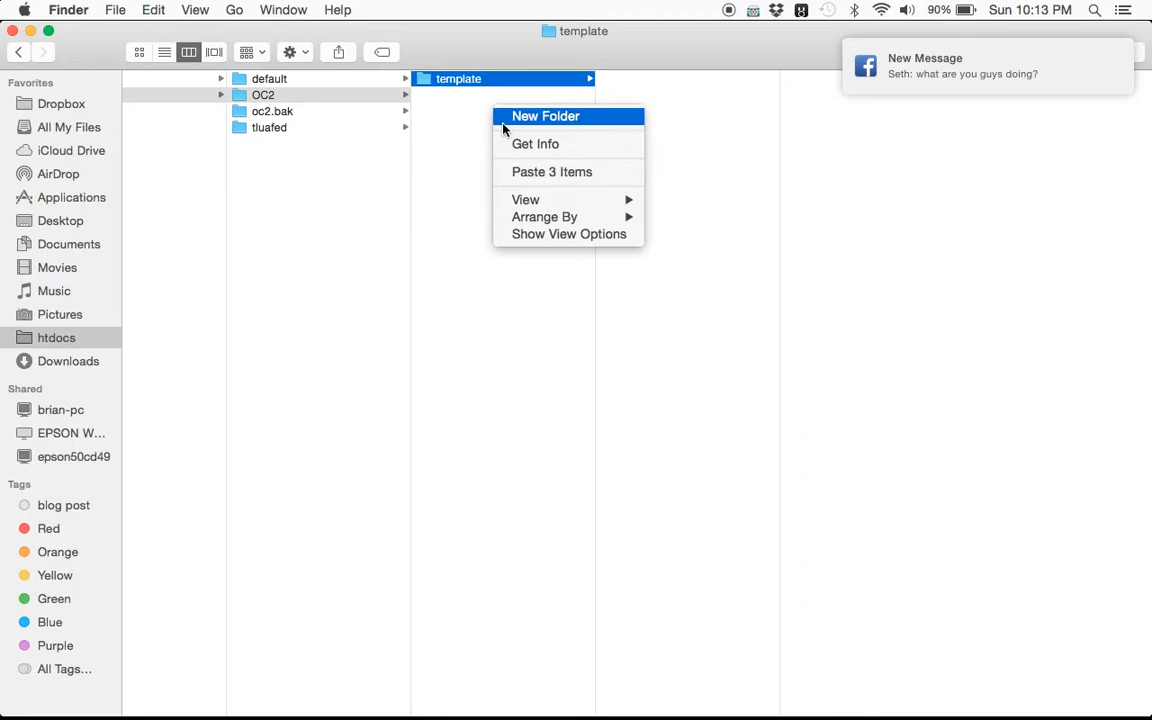 Finder File Edit View Go Window Help 90% Sun 10:13 PM
template
New Message
Seth: what are you guys doing?
Favorites
Dropbox
All My Files
iCloud Drive
AirDrop
Applications
Desktop
Documents
Movies
Music
Pictures
htdocs
Downloads
Shared
brian-pc
EPSON W...
epson50cd49
Tags
blog post
Red
Orange
Yellow
Green
Blue
Purple
All Tags...
default
OC2
oc2.bak
tluafed
template
New Folder
Get Info
Paste 3 Items
View
Arrange By
Show View Options